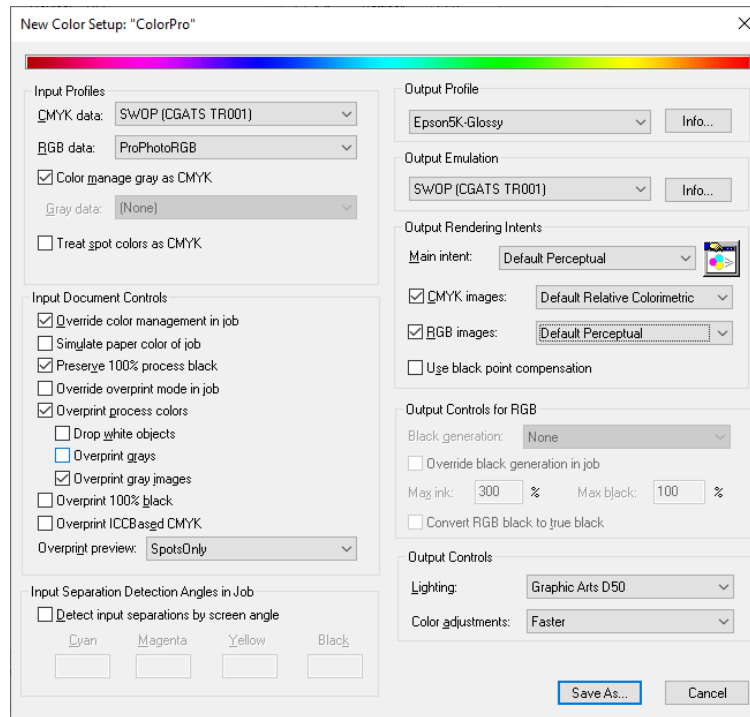 New Color Setup: "ColorPro"
Input Profiles
CMYK data: SWOP (CGATS TR001)
RGB data: ProPhotoRGB
Color manage gray as CMYK
Gray data: (None)
Treat spot colors as CMYK
Input Document Controls
Override color management in job
Simulate paper color of job
Preserve 100% process black
Override overprint mode in job
Overprint process colors
Drop white objects
Overprint grays
Overprint gray images
Overprint 100% black
Overprint ICCBased CMYK
Overprint preview: SpotsOnly
Input Separation Detection Angles in Job
Detect input separations by screen angle
Cyan Magenta Yellow Black
Output Profile
Epson5K-Glossy Info...
Output Emulation
SWOP (CGATS TR001) Info...
Output Rendering Intents
Main intent: Default Perceptual
CMYK images: Default Relative Colorimetric
RGB images: Default Perceptual
Use black point compensation
Output Controls for RGB
Black generation: None
Override black generation in job
Max ink: 300 % Max black: 100 %
Convert RGB black to true black
Output Controls
Lighting: Graphic Arts D50
Color adjustments: Faster
Save As... Cancel